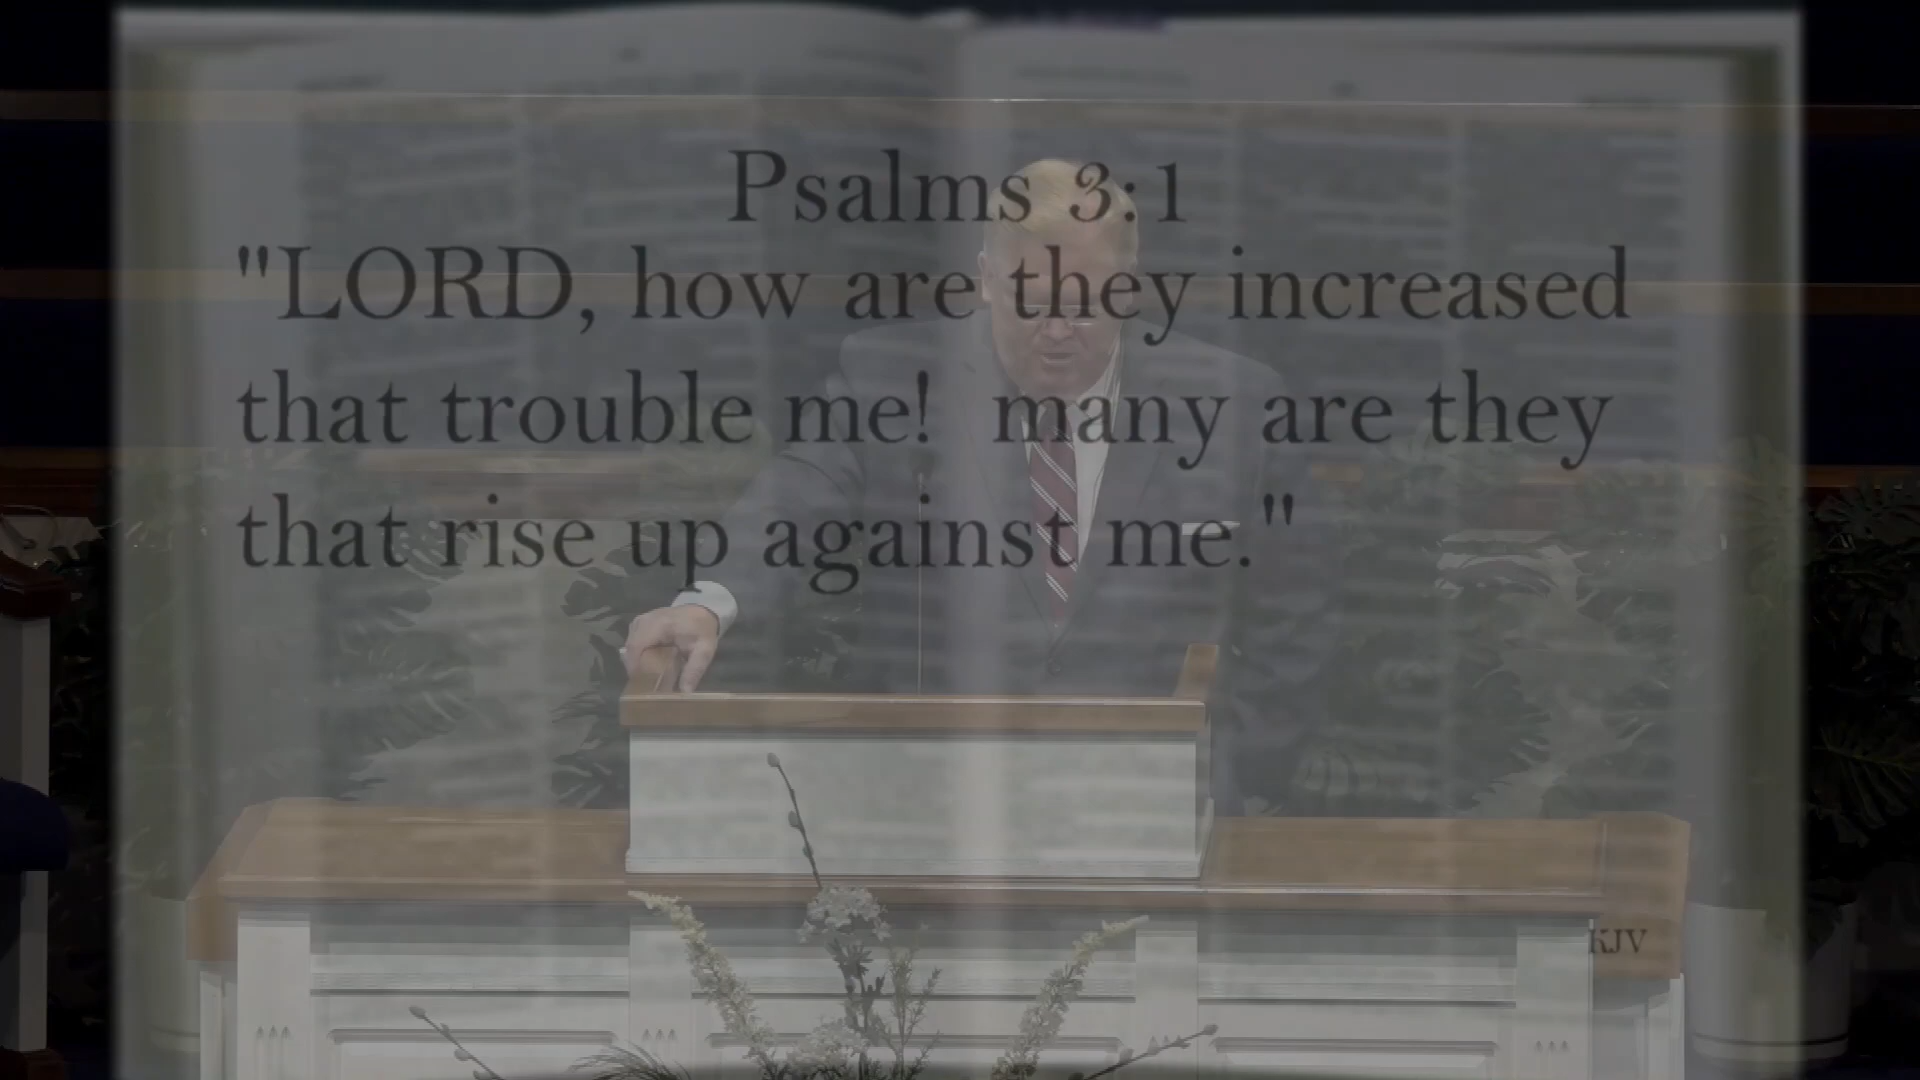 Psalms 3:1
"LORD, how are they increased
that trouble me!  many are they
that rise up against me."
KJV